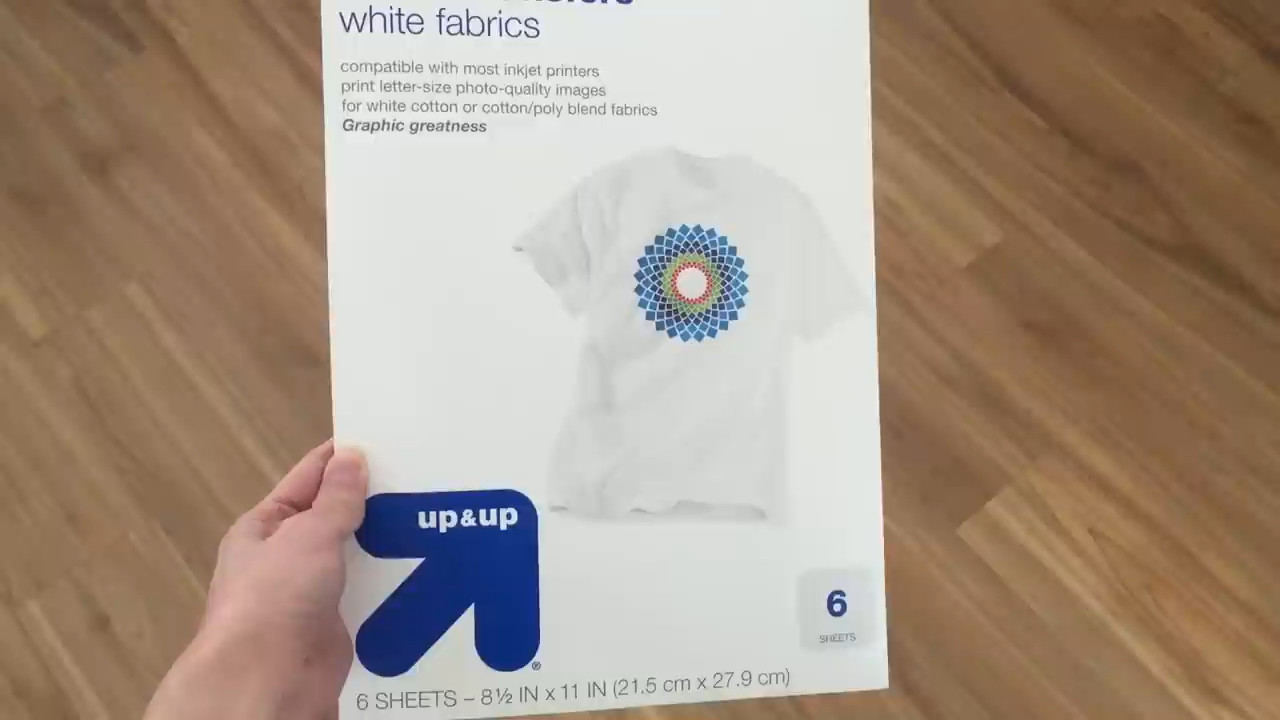 white fabrics
compatible with most inkjet printers
print letter-size photo-quality images
for white cotton or cotton/poly blend fabrics
Graphic greatness
up&up
®
6
SHEETS
6 SHEETS – 8½ IN x 11 IN (21.5 cm x 27.9 cm)